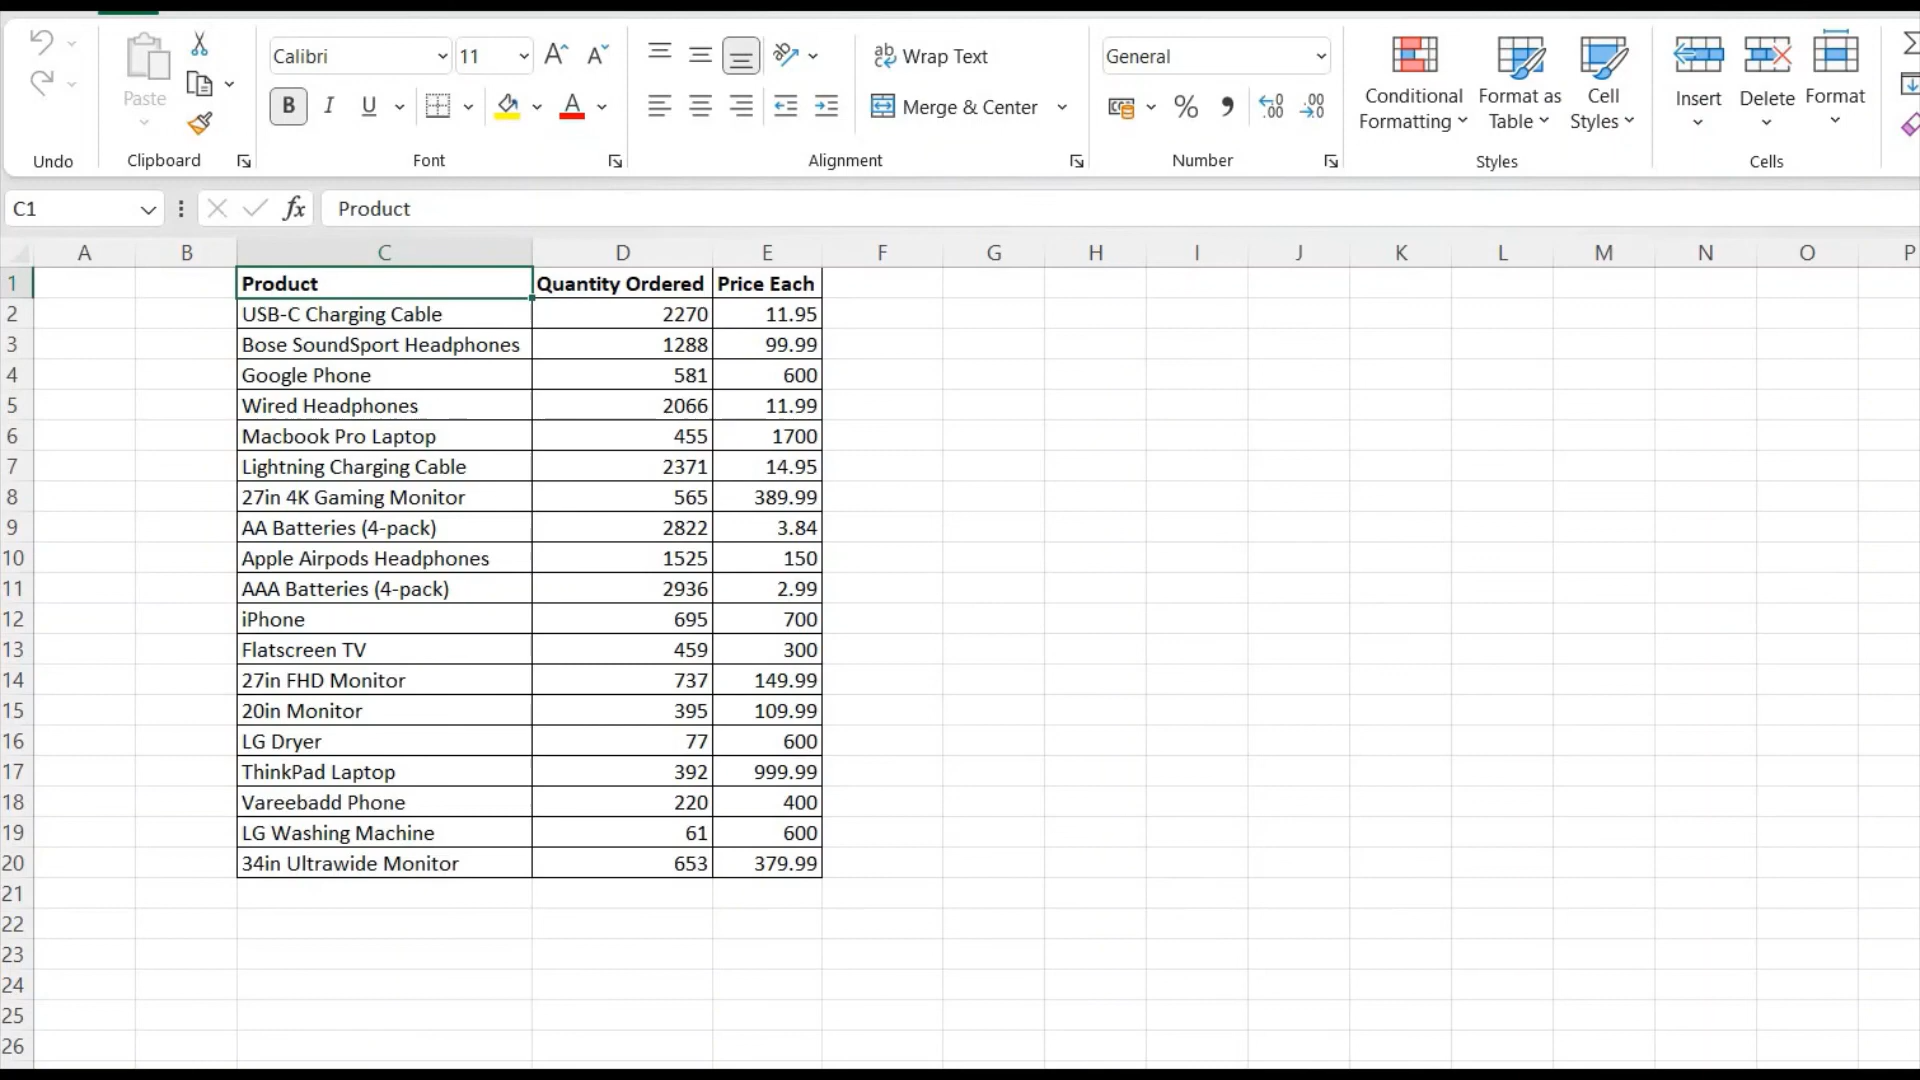 Calibri 11 Wrap Text General
Paste B I U Merge & Center % Conditional Formatting Format as Table Cell Styles Insert Delete Format
Undo Clipboard Font Alignment Number Styles Cells
C1 fx Product
A B C D E F G H I J K L M N O P
1 Product Quantity Ordered Price Each
2 USB-C Charging Cable 2270 11.95
3 Bose SoundSport Headphones 1288 99.99
4 Google Phone 581 600
5 Wired Headphones 2066 11.99
6 Macbook Pro Laptop 455 1700
7 Lightning Charging Cable 2371 14.95
8 27in 4K Gaming Monitor 565 389.99
9 AA Batteries (4-pack) 2822 3.84
10 Apple Airpods Headphones 1525 150
11 AAA Batteries (4-pack) 2936 2.99
12 iPhone 695 700
13 Flatscreen TV 459 300
14 27in FHD Monitor 737 149.99
15 20in Monitor 395 109.99
16 LG Dryer 77 600
17 ThinkPad Laptop 392 999.99
18 Vareebadd Phone 220 400
19 LG Washing Machine 61 600
20 34in Ultrawide Monitor 653 379.99
21
22
23
24
25
26